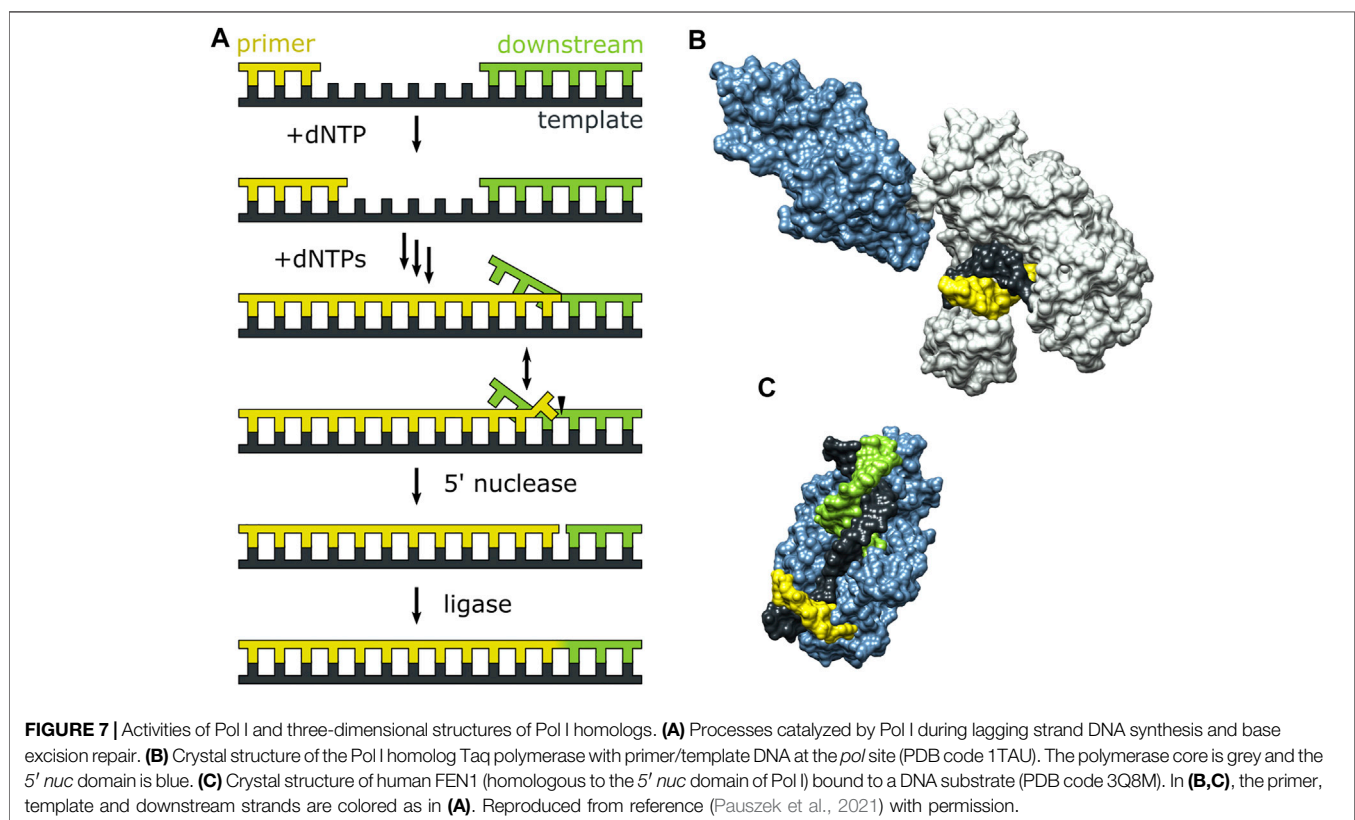 A
primer
downstream
template
+dNTP
+dNTPs
5' nuclease
ligase
B
C
FIGURE 7 | Activities of Pol I and three-dimensional structures of Pol I homologs. (A) Processes catalyzed by Pol I during lagging strand DNA synthesis and base
excision repair. (B) Crystal structure of the Pol I homolog Taq polymerase with primer/template DNA at the pol site (PDB code 1TAU). The polymerase core is grey and the
5′ nuc domain is blue. (C) Crystal structure of human FEN1 (homologous to the 5′ nuc domain of Pol I) bound to a DNA substrate (PDB code 3Q8M). In (B,C), the primer,
template and downstream strands are colored as in (A). Reproduced from reference (Pauszek et al., 2021) with permission.